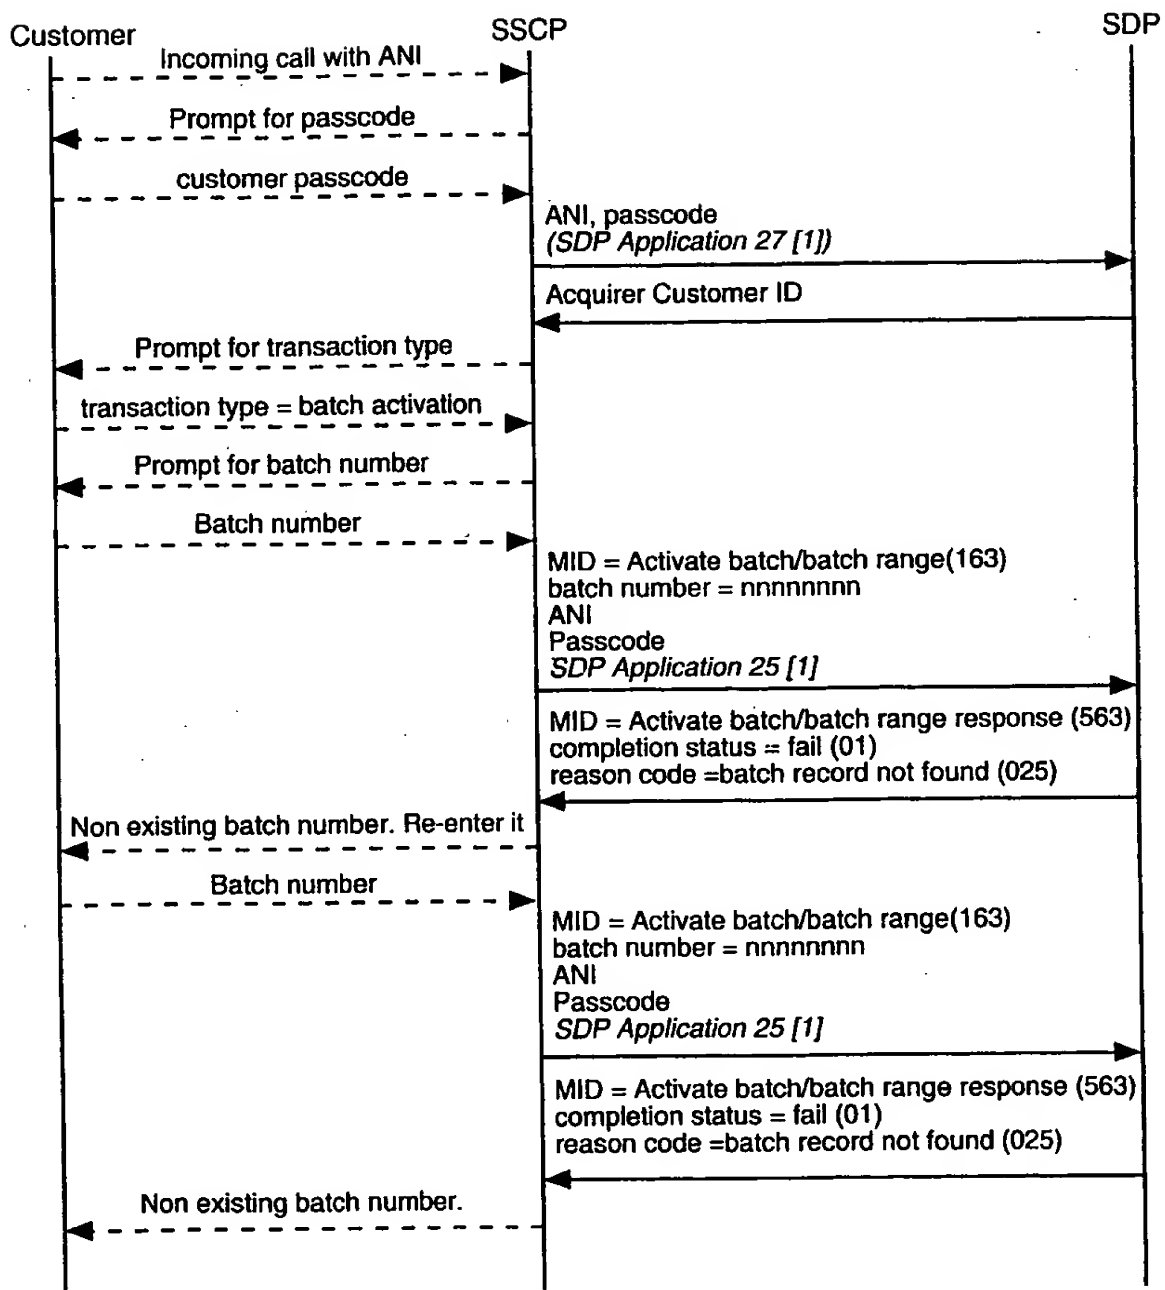 Customer
SSCP
SDP
Incoming call with ANI
Prompt for passcode
customer passcode
ANI, passcode
(SDP Application 27 [1])
Acquirer Customer ID
Prompt for transaction type
transaction type = batch activation
Prompt for batch number
Batch number
MID = Activate batch/batch range(163)
batch number = nnnnnnnn
ANI
Passcode
SDP Application 25 [1]
MID = Activate batch/batch range response (563)
completion status = fail (01)
reason code =batch record not found (025)
Non existing batch number. Re-enter it
Batch number
MID = Activate batch/batch range(163)
batch number = nnnnnnnn
ANI
Passcode
SDP Application 25 [1]
MID = Activate batch/batch range response (563)
completion status = fail (01)
reason code =batch record not found (025)
Non existing batch number.